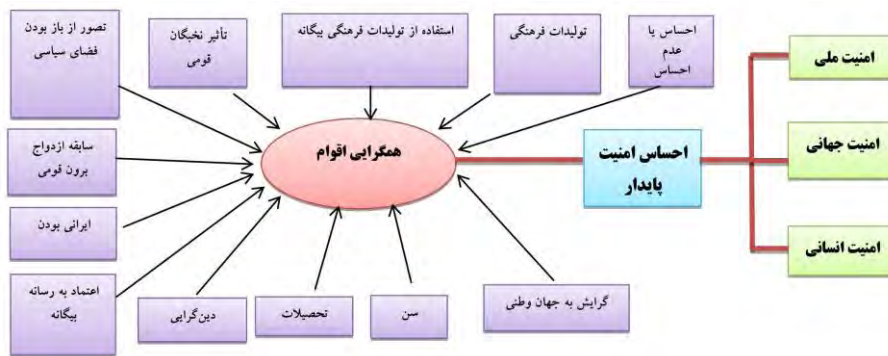 احساس یا
عدم
احساس
تولیدات فرهنگی
استفاده از تولیدات فرهنگی بیگانه
تأثیر نخبگان
قومی
تصور از باز بودن
فضای سیاسی
امنیت ملی
امنیت جهانی
امنیت انسانی
احساس امنیت
پایدار
همگرایی اقوام
سابقه ازدواج
برون قومی
ایرانی بودن
اعتماد به رسانه
بیگانه
گرایش به جهان وطنی
سن
تحصیلات
دین‌گرایی